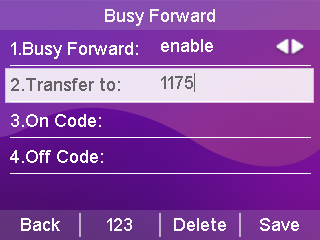 Busy Forward
1.Busy Forward: enable
2.Transfer to: 1175
3.On Code:
4.Off Code:
Back 123 Delete Save